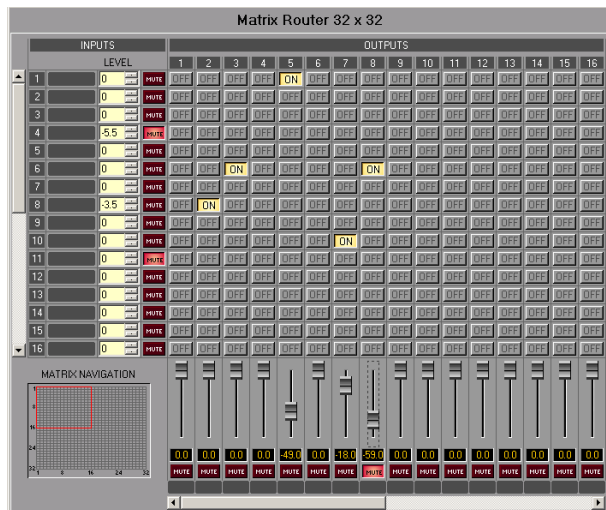 Matrix Router 32 x 32
INPUTS OUTPUTS
LEVEL 1 2 3 4 5 6 7 8 9 10 11 12 13 14 15 16
1 0 MUTE OFF OFF OFF OFF ON OFF OFF OFF OFF OFF OFF OFF OFF OFF OFF OFF
2 0 MUTE OFF OFF OFF OFF OFF OFF OFF OFF OFF OFF OFF OFF OFF OFF OFF OFF
3 0 MUTE OFF OFF OFF OFF OFF OFF OFF OFF OFF OFF OFF OFF OFF OFF OFF OFF
4 -5.5 MUTE OFF OFF OFF OFF OFF OFF OFF OFF OFF OFF OFF OFF OFF OFF OFF OFF
5 0 MUTE OFF OFF OFF OFF OFF OFF OFF OFF OFF OFF OFF OFF OFF OFF OFF OFF
6 0 MUTE OFF OFF ON OFF OFF OFF OFF ON OFF OFF OFF OFF OFF OFF OFF OFF
7 0 MUTE OFF OFF OFF OFF OFF OFF OFF OFF OFF OFF OFF OFF OFF OFF OFF OFF
8 -3.5 MUTE OFF ON OFF OFF OFF OFF OFF OFF OFF OFF OFF OFF OFF OFF OFF OFF
9 0 MUTE OFF OFF OFF OFF OFF OFF OFF OFF OFF OFF OFF OFF OFF OFF OFF OFF
10 0 MUTE OFF OFF OFF OFF OFF OFF ON OFF OFF OFF OFF OFF OFF OFF OFF OFF
11 0 MUTE OFF OFF OFF OFF OFF OFF OFF OFF OFF OFF OFF OFF OFF OFF OFF OFF
12 0 MUTE OFF OFF OFF OFF OFF OFF OFF OFF OFF OFF OFF OFF OFF OFF OFF OFF
13 0 MUTE OFF OFF OFF OFF OFF OFF OFF OFF OFF OFF OFF OFF OFF OFF OFF OFF
14 0 MUTE OFF OFF OFF OFF OFF OFF OFF OFF OFF OFF OFF OFF OFF OFF OFF OFF
15 0 MUTE OFF OFF OFF OFF OFF OFF OFF OFF OFF OFF OFF OFF OFF OFF OFF OFF
16 0 MUTE OFF OFF OFF OFF OFF OFF OFF OFF OFF OFF OFF OFF OFF OFF OFF OFF
MATRIX NAVIGATION
1
8
16
24
32
1 8 16 24 32
0.0 0.0 0.0 0.0 -49.0 0.0 -18.0 -59.0 0.0 0.0 0.0 0.0 0.0 0.0 0.0 0.0
MUTE MUTE MUTE MUTE MUTE MUTE MUTE MUTE MUTE MUTE MUTE MUTE MUTE MUTE MUTE MUTE